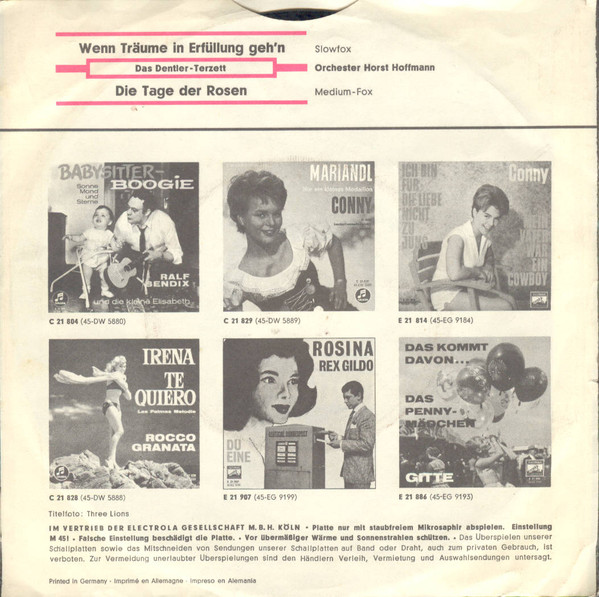 Wenn Träume in Erfüllung geh'n Slowfox
Das Dentler-Terzett Orchester Horst Hoffmann
Die Tage der Rosen Medium-Fox
BABYSITTER-
BOOGIE
Sonne
Mond
und
Sterne
RALF
BENDIX
und die kleine Elisabeth
C 21 804 (45-DW 5880)
MARIANDL
CONNY
C 21 829 (45-DW 5889)
ICH BIN
FÜR
DIE LIEBE
NICHT
ZU
JUNG
Conny
COWBOY
E 21 814 (45-EG 9184)
IRENA
TE
QUIERO
Las Palmas Melodie
ROCCO
GRANATA
C 21 828 (45-DW 5888)
ROSINA
REX GILDO
DU
EINE
E 21 907 (45-EG 9199)
DAS KOMMT
DAVON...
DAS
PENNY-
MÄDCHEN
GITTE
E 21 886 (45-EG 9193)
Titelfoto: Three Lions
IM VERTRIEB DER ELECTROLA GESELLSCHAFT M. B. H. KÖLN • Platte nur mit staubfreiem Mikrosaphir abspielen. Einstellung
M 45! • Falsche Einstellung beschädigt die Platte. • Vor übermäßiger Wärme und Sonnenstrahlen schützen. • Das Überspielen unserer
Schallplatten sowie das Mitschneiden von Sendungen unserer Schallplatten auf Band oder Draht, auch zum privaten Gebrauch, ist
verboten. Zur Vermeidung unerlaubter Überspielungen sind den Händlern Verleih, Vermietung und Auswahlsendungen untersagt.
Printed in Germany · Imprimé en Allemagne · Impreso en Alemania